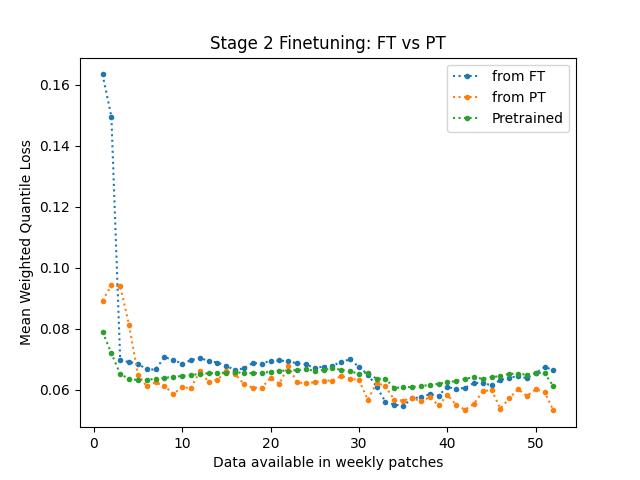 Stage 2 Finetuning: FT vs PT
from FT
from PT
Pretrained
Mean Weighted Quantile Loss
0.16
0.14
0.12
0.10
0.08
0.06
0
10
20
30
40
50
Data available in weekly patches